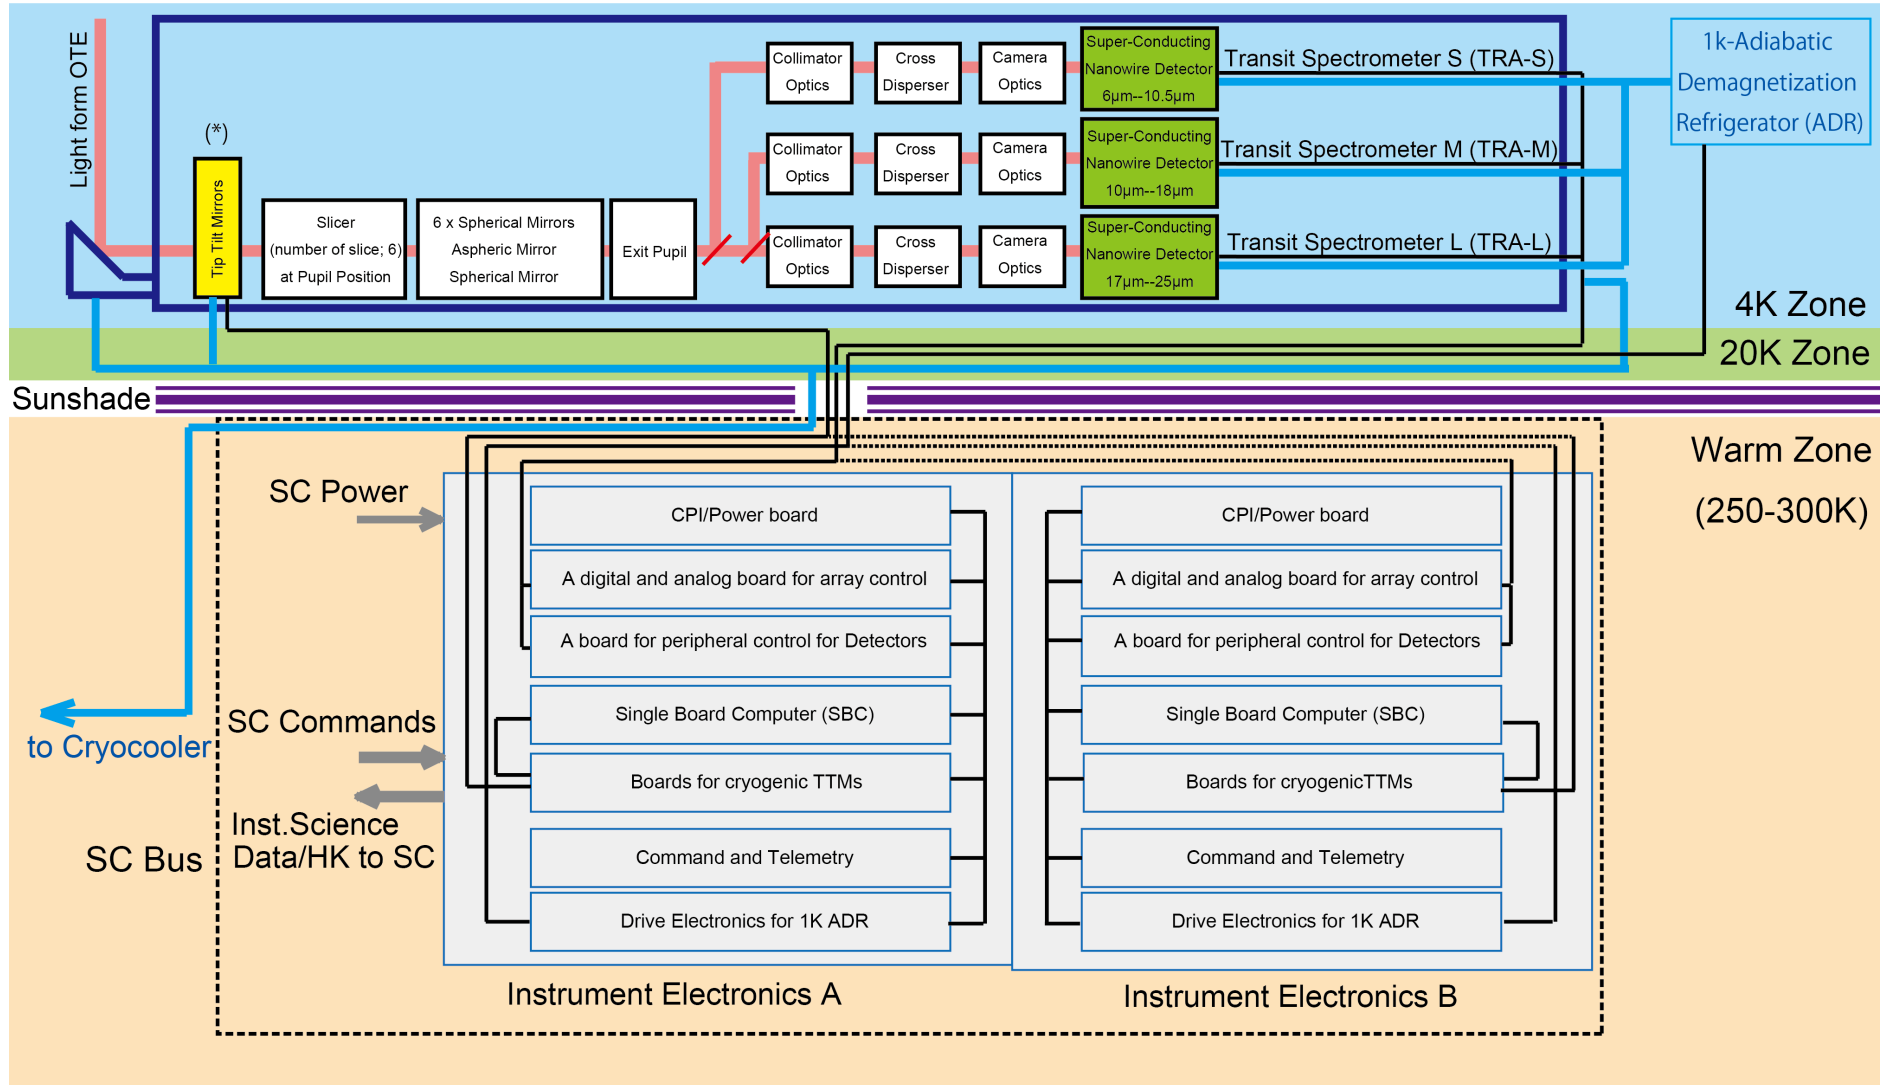 Light form OTE
(*)
Tip Tilt Mirrors
Slicer
(number of slice; 6)
at Pupil Position
6 x Spherical Mirrors
Aspheric Mirror
Spherical Mirror
Exit Pupil
Collimator
Optics
Cross
Disperser
Camera
Optics
Super-Conducting
Nanowire Detector
6µm--10.5µm
Transit Spectrometer S (TRA-S)
Collimator
Optics
Cross
Disperser
Camera
Optics
Super-Conducting
Nanowire Detector
10µm--18µm
Transit Spectrometer M (TRA-M)
Collimator
Optics
Cross
Disperser
Camera
Optics
Super-Conducting
Nanowire Detector
17µm--25µm
Transit Spectrometer L (TRA-L)
1k-Adiabatic
Demagnetization
Refrigerator (ADR)
4K Zone
20K Zone
Sunshade
Warm Zone
(250-300K)
SC Power
SC Commands
to Cryocooler
Inst.Science
Data/HK to SC
SC Bus
CPI/Power board
A digital and analog board for array control
A board for peripheral control for Detectors
Single Board Computer (SBC)
Boards for cryogenic TTMs
Command and Telemetry
Drive Electronics for 1K ADR
Instrument Electronics A
CPI/Power board
A digital and analog board for array control
A board for peripheral control for Detectors
Single Board Computer (SBC)
Boards for cryogenicTTMs
Command and Telemetry
Drive Electronics for 1K ADR
Instrument Electronics B